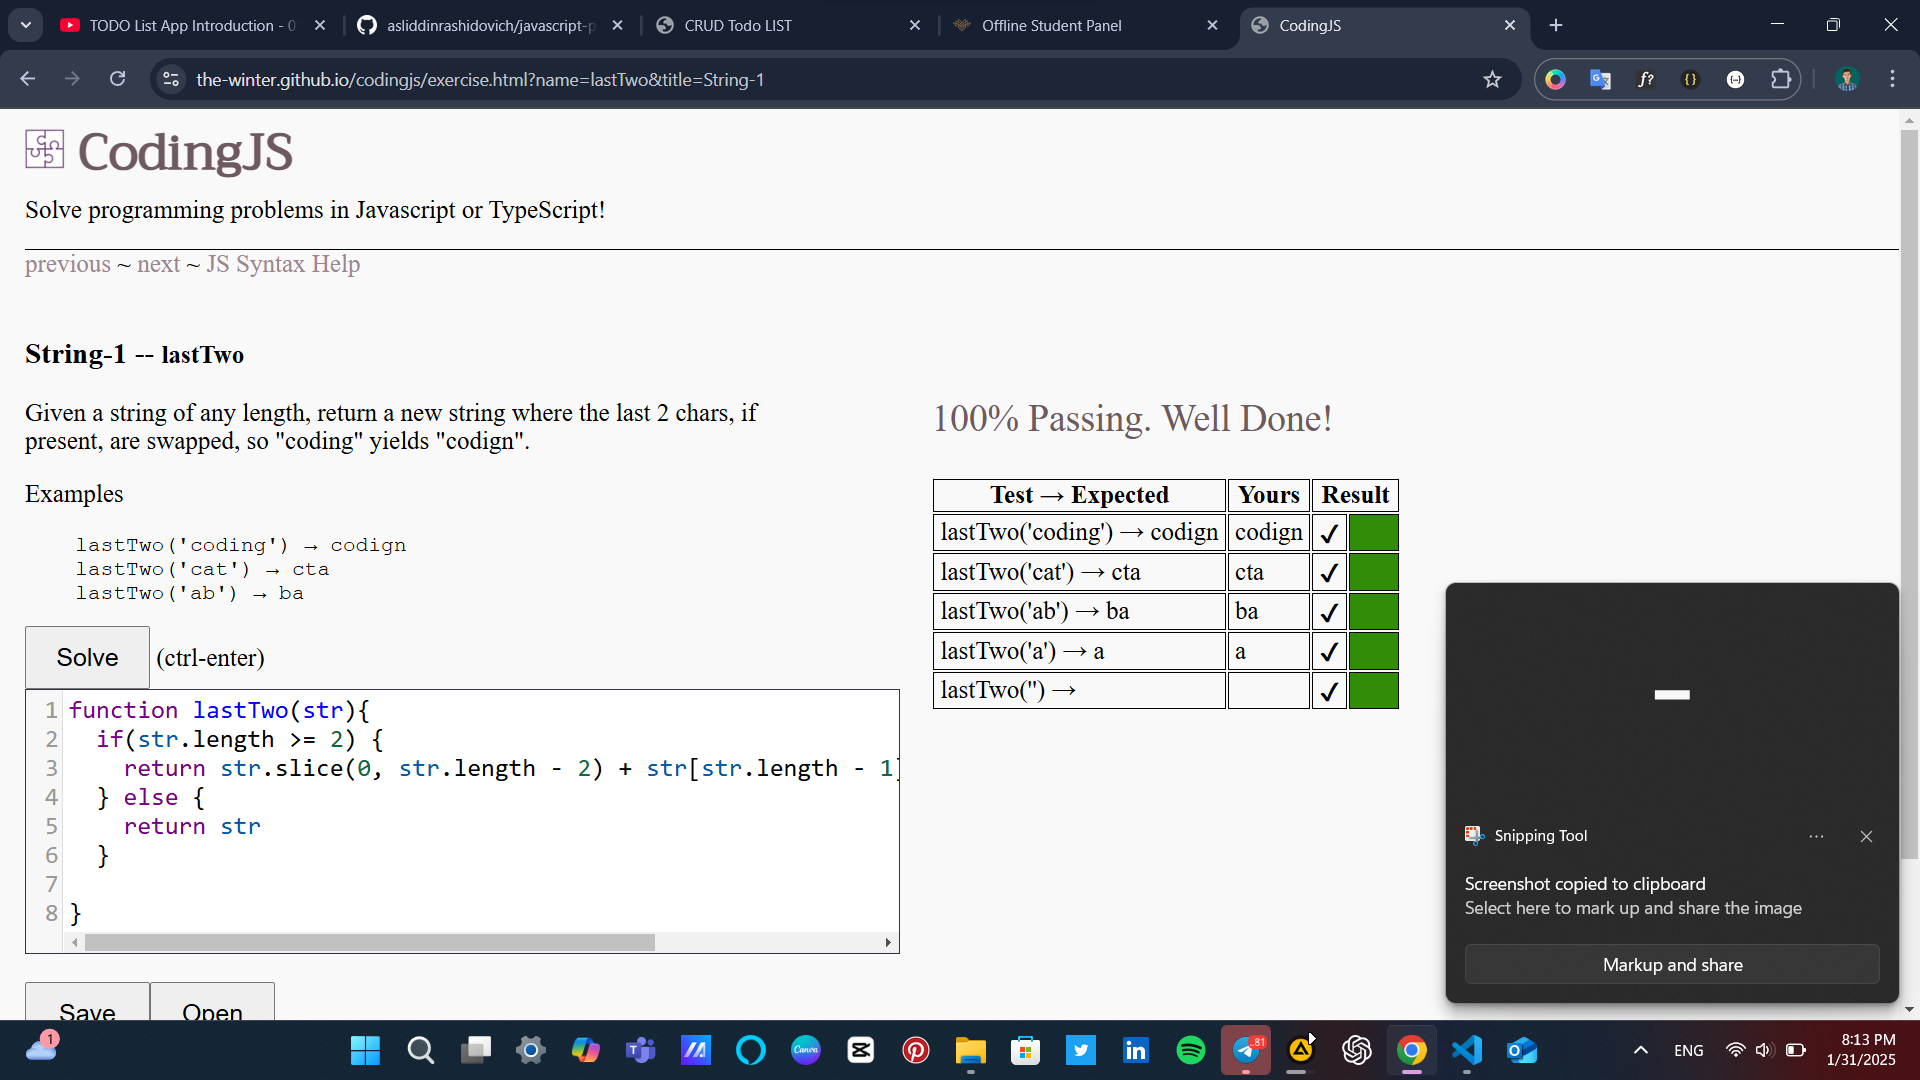 TODO List App Introduction - 0
asliddinrashidovich/javascript-p
CRUD Todo LIST
Offline Student Panel
CodingJS
the-winter.github.io/codingjs/exercise.html?name=lastTwo&title=String-1
CodingJS
Solve programming problems in Javascript or TypeScript!
previous ~ next ~ JS Syntax Help
String-1 -- lastTwo
Given a string of any length, return a new string where the last 2 chars, if
present, are swapped, so "coding" yields "codign".
Examples
lastTwo('coding') → codign
lastTwo('cat') → cta
lastTwo('ab') → ba
Solve (ctrl-enter)
1 function lastTwo(str){
2 if(str.length >= 2) {
3 return str.slice(0, str.length - 2) + str[str.length - 1]
4 } else {
5 return str
6 }
7
8 }
Save Open
100% Passing. Well Done!
Test → Expected Yours Result
lastTwo('coding') → codign codign ✓
lastTwo('cat') → cta cta ✓
lastTwo('ab') → ba ba ✓
lastTwo('a') → a a ✓
lastTwo('') → ✓
Snipping Tool
Screenshot copied to clipboard
Select here to mark up and share the image
Markup and share
1
Canva
.81
ENG
8:13 PM
1/31/2025